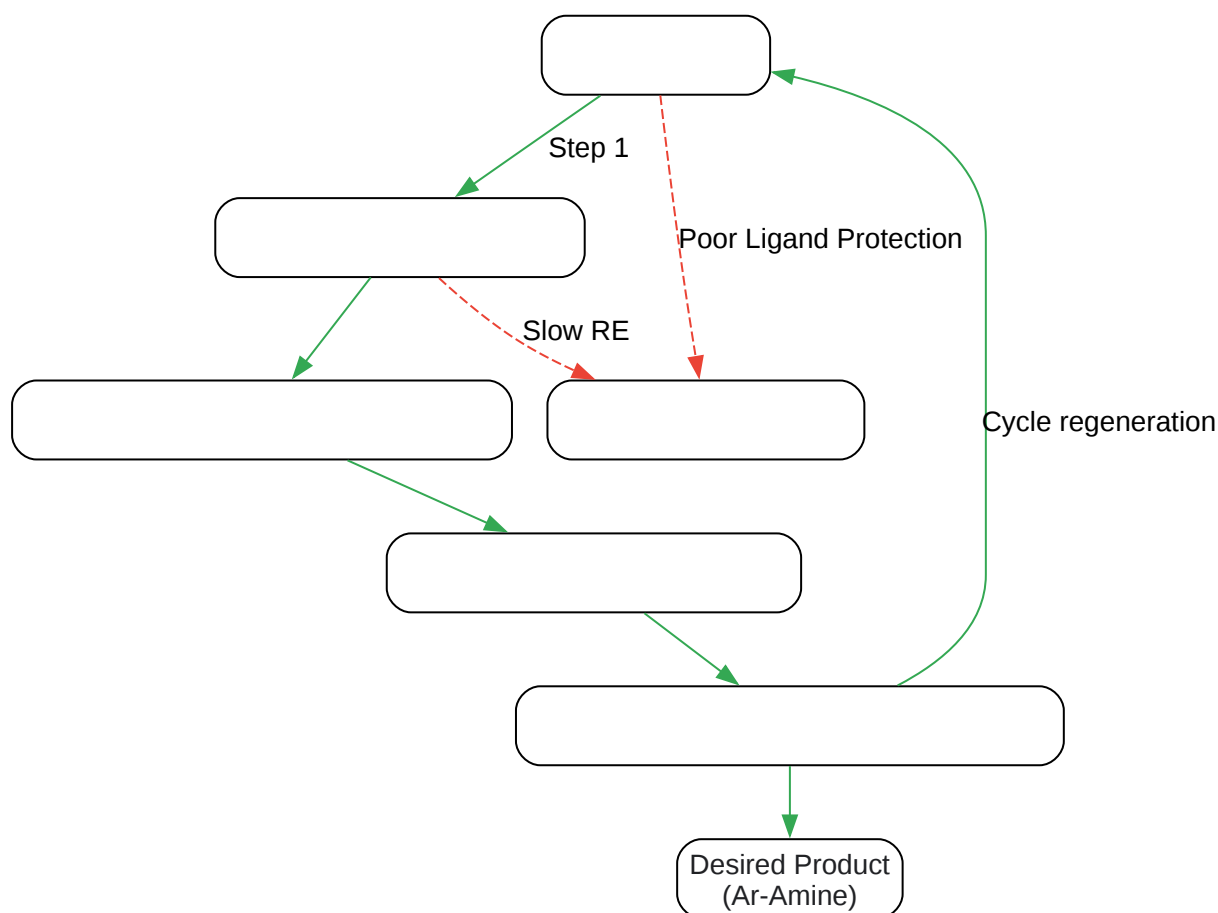 Step 1
Poor Ligand Protection
Slow RE
Cycle regeneration
Desired Product
(Ar-Amine)